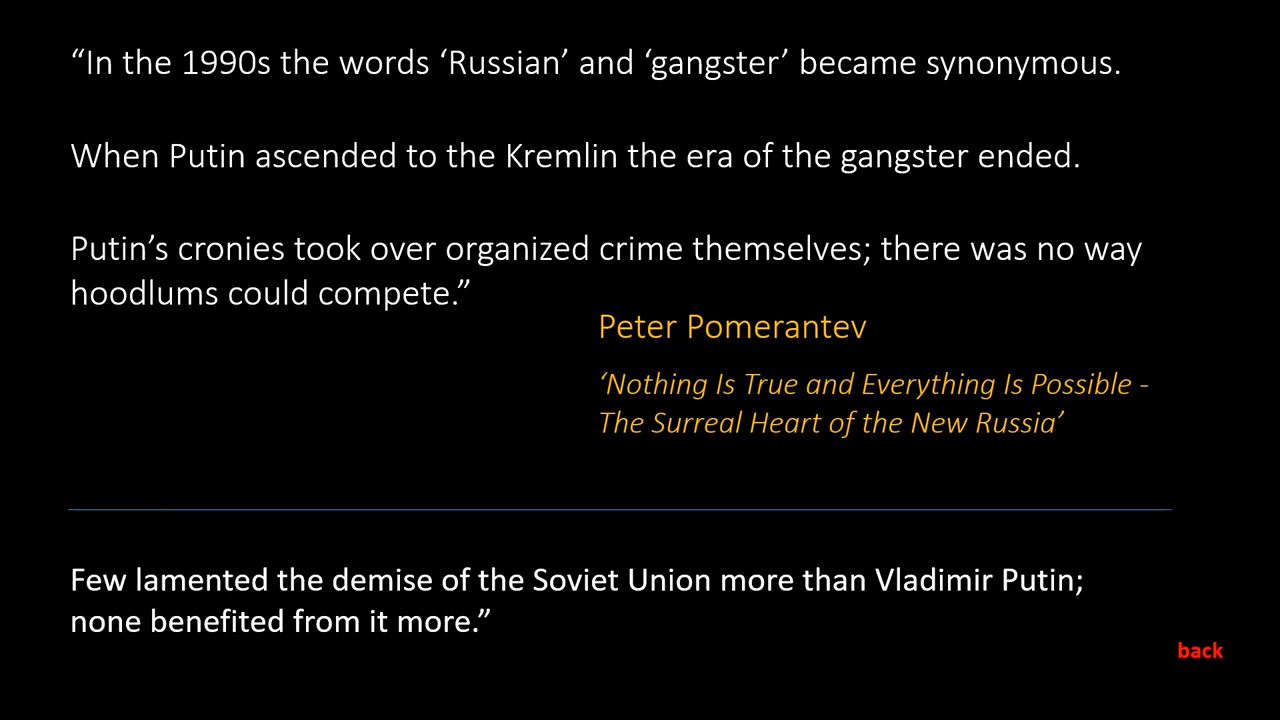 “In the 1990s the words ‘Russian’ and ‘gangster’ became synonymous.
When Putin ascended to the Kremlin the era of the gangster ended.
Putin’s cronies took over organized crime themselves; there was no way
hoodlums could compete.”
Peter Pomerantev
‘Nothing Is True and Everything Is Possible -
The Surreal Heart of the New Russia’
Few lamented the demise of the Soviet Union more than Vladimir Putin;
none benefited from it more.”
back